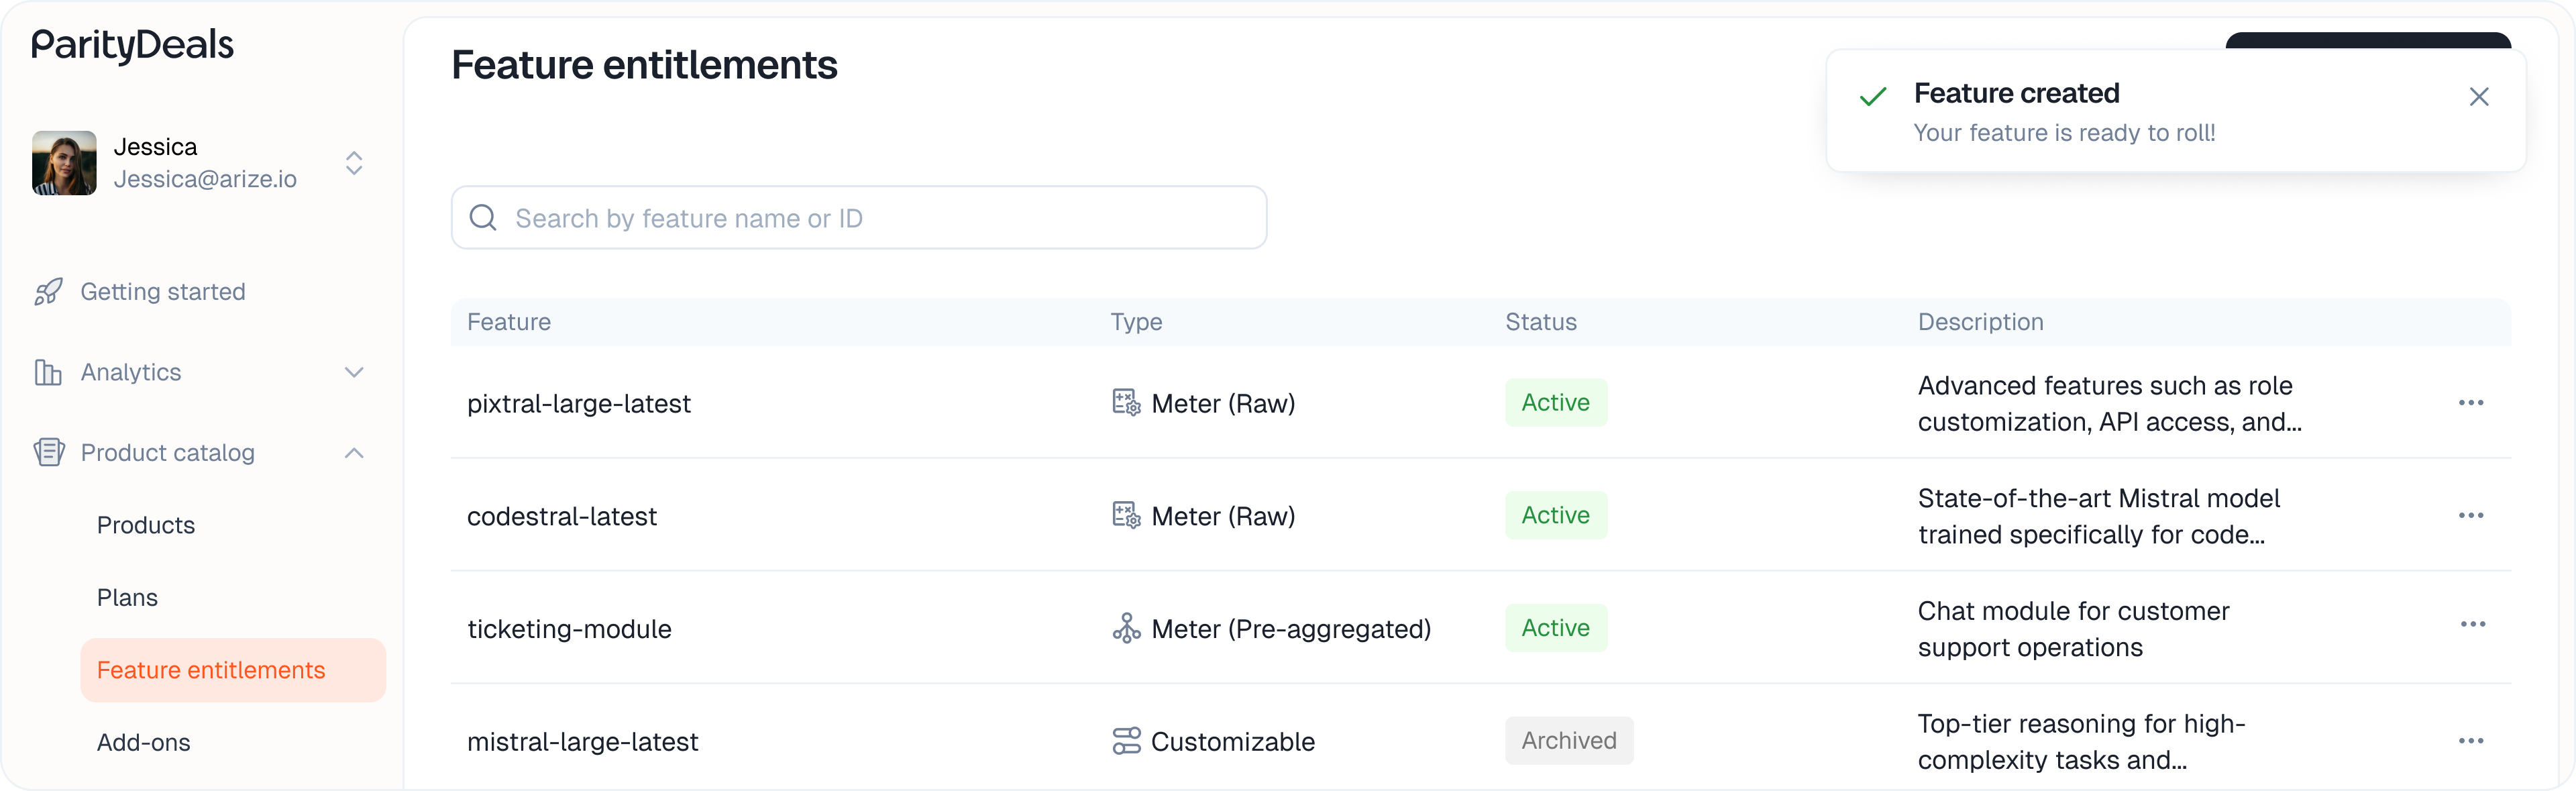 ParityDeals
Jessica
Jessica@arize.io
Getting started
Analytics
Product catalog
Products
Plans
Feature entitlements
Add-ons
Feature entitlements
Feature created
Your feature is ready to roll!
Search by feature name or ID
Feature Type Status Description
pixtral-large-latest Meter (Raw) Active Advanced features such as role
customization, API access, and...
codestral-latest Meter (Raw) Active State-of-the-art Mistral model
trained specifically for code...
ticketing-module Meter (Pre-aggregated) Active Chat module for customer
support operations
mistral-large-latest Customizable Archived Top-tier reasoning for high-
complexity tasks and...